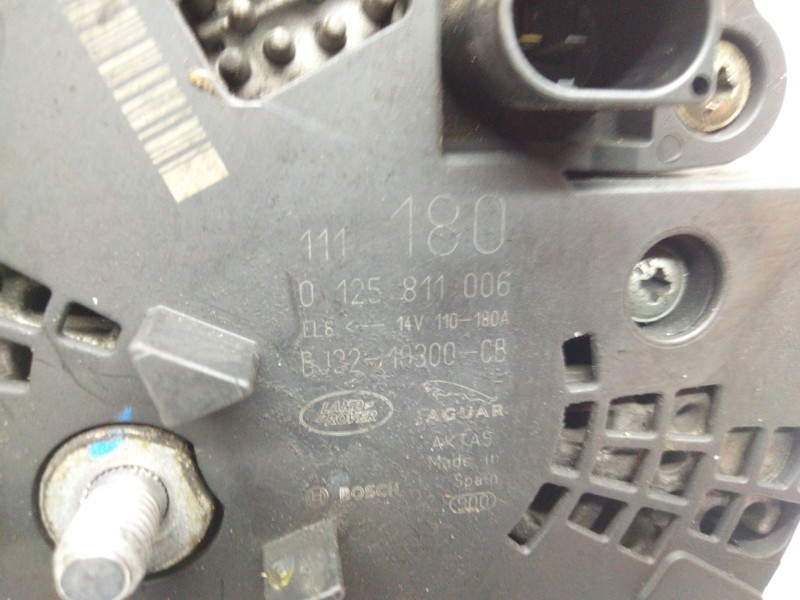 111 180
0 125 811 006
EL8 <-- 14V 110-180A
BJ32-10300-CB
LAND ROVER
JAGUAR
AKTAS
Made in
Spain
BOSCH